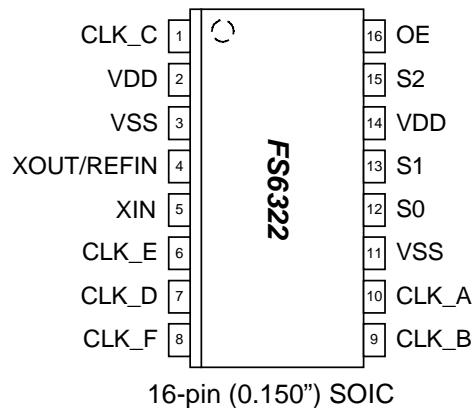 CLK_C 1 16 OE
VDD 2 15 S2
VSS 3 14 VDD
XOUT/REFIN 4 13 S1
XIN 5 12 S0
CLK_E 6 11 VSS
CLK_D 7 10 CLK_A
CLK_F 8 9 CLK_B
FS6322
16-pin (0.150") SOIC